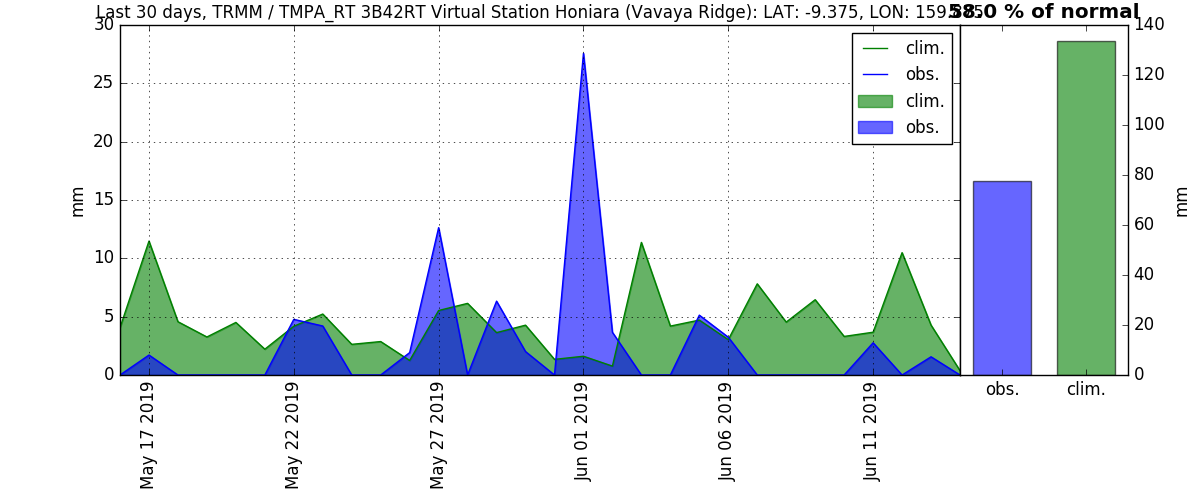 Last 30 days, TRMM / TMPA_RT 3B42RT Virtual Station Honiara (Vavaya Ridge): LAT: -9.375, LON:
58.0 % of normal
30
25
20
15
10
5
0
mm
clim.
obs.
clim.
obs.
140
120
100
80
60
40
20
0
mm
May 17 2019
May 22 2019
May 27 2019
Jun 01 2019
Jun 06 2019
Jun 11 2019
obs.
clim.